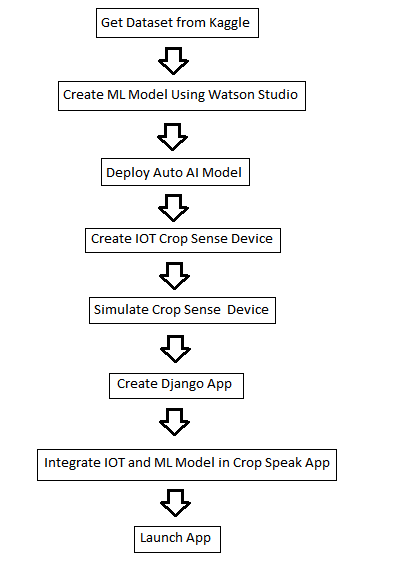 Get Dataset from Kaggle
Create ML Model Using Watson Studio
Deploy Auto AI Model
Create IOT Crop Sense Device
Simulate Crop Sense  Device
Create Django App
Integrate IOT and ML Model in Crop Speak App
Launch App